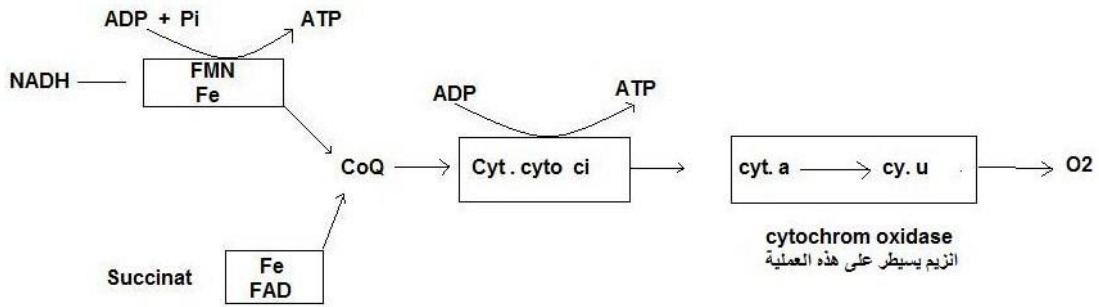 ADP + Pi ATP
NADH
FMN
Fe
ADP ATP
CoQ
Cyt . cyto ci
cyt. a cy. u
O2
cytochrom oxidase
انزيم يسيطر على هذه العملية
Succinat
Fe
FAD